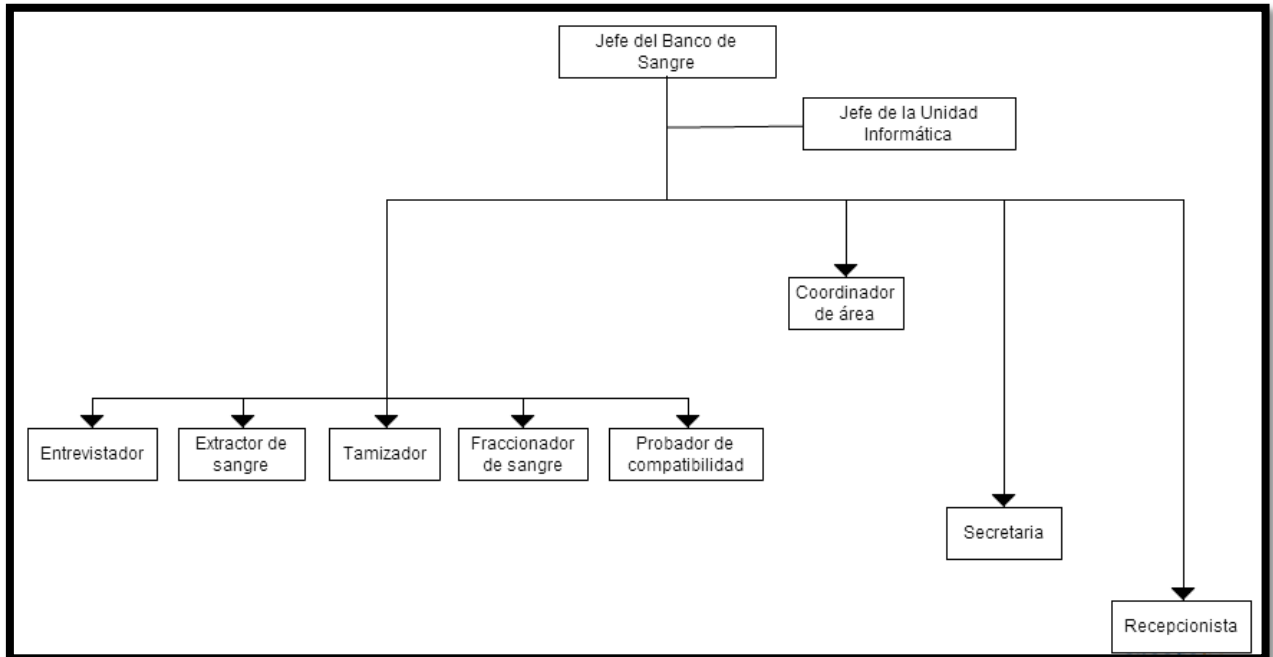 Jefe del Banco de
Sangre
Jefe de la Unidad
Informática
Coordinador
de área
Entrevistador
Extractor de
sangre
Tamizador
Fraccionador
de sangre
Probador de
compatibilidad
Secretaria
Recepcionista